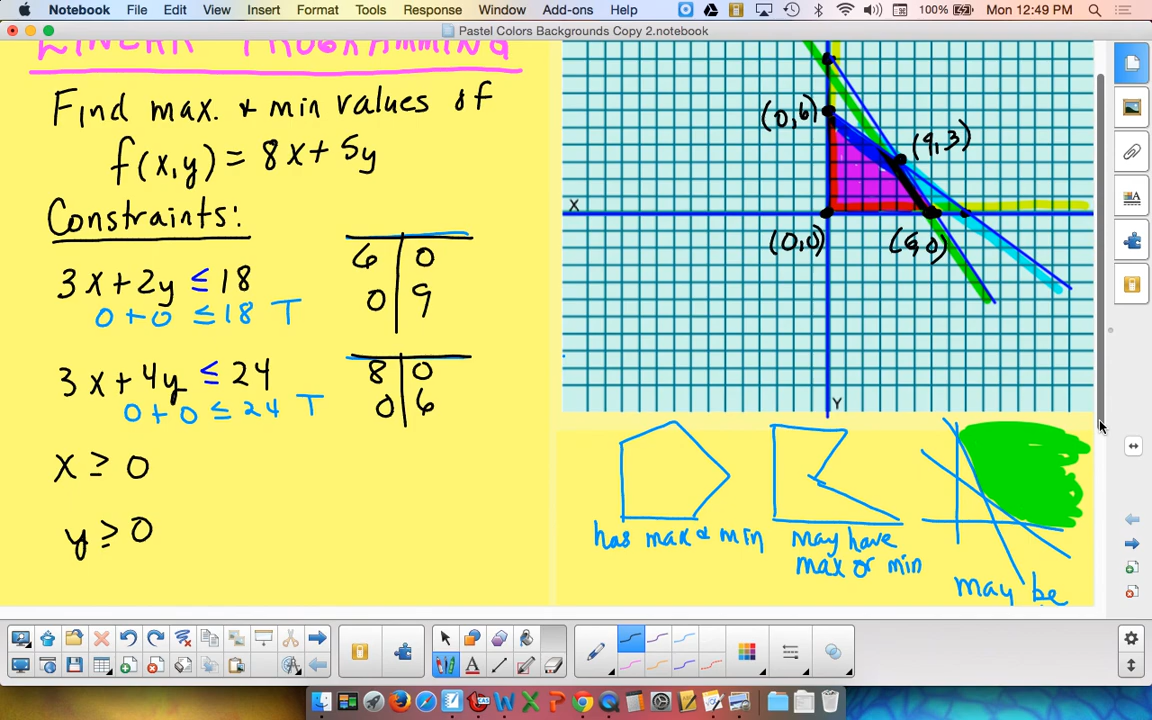 Notebook File Edit View Insert Format Tools Response Window Add-ons Help 100% Mon 12:49 PM
Pastel Colors Backgrounds Copy 2.notebook
LINEAR PROGRAMMING
Find max. + min values of
f(x,y) = 8x + 5y
Constraints:
3x + 2y ≤ 18
0 + 0 ≤ 18 T
6 0
0 9
3x + 4y ≤ 24
0 + 0 ≤ 24 T
8 0
0 6
x ≥ 0
y ≥ 0
(0,6)
(4,3)
X
(0,0)
(6,0)
Y
has max & min
may have
max or min
may be